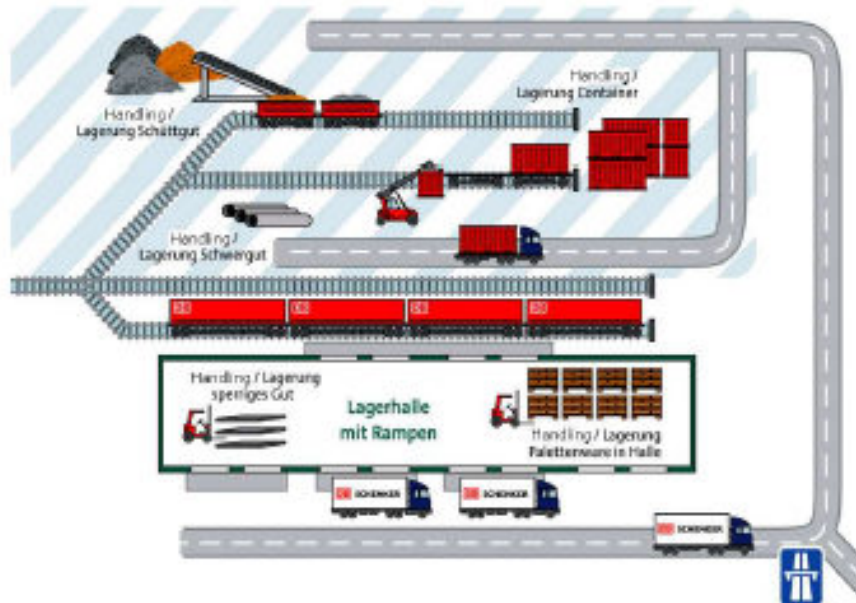 Handling /
Lagerung Schüttgut
Handling /
Lagerung Container
Handling /
Lagerung Schwergut
DB
DB
DB
DB
Handling / Lagerung
sperriges Gut
Lagerhalle
mit Rampen
Handling / Lagerung
Palettenware in Halle
DB SCHENKER
DB SCHENKER
DB SCHENKER